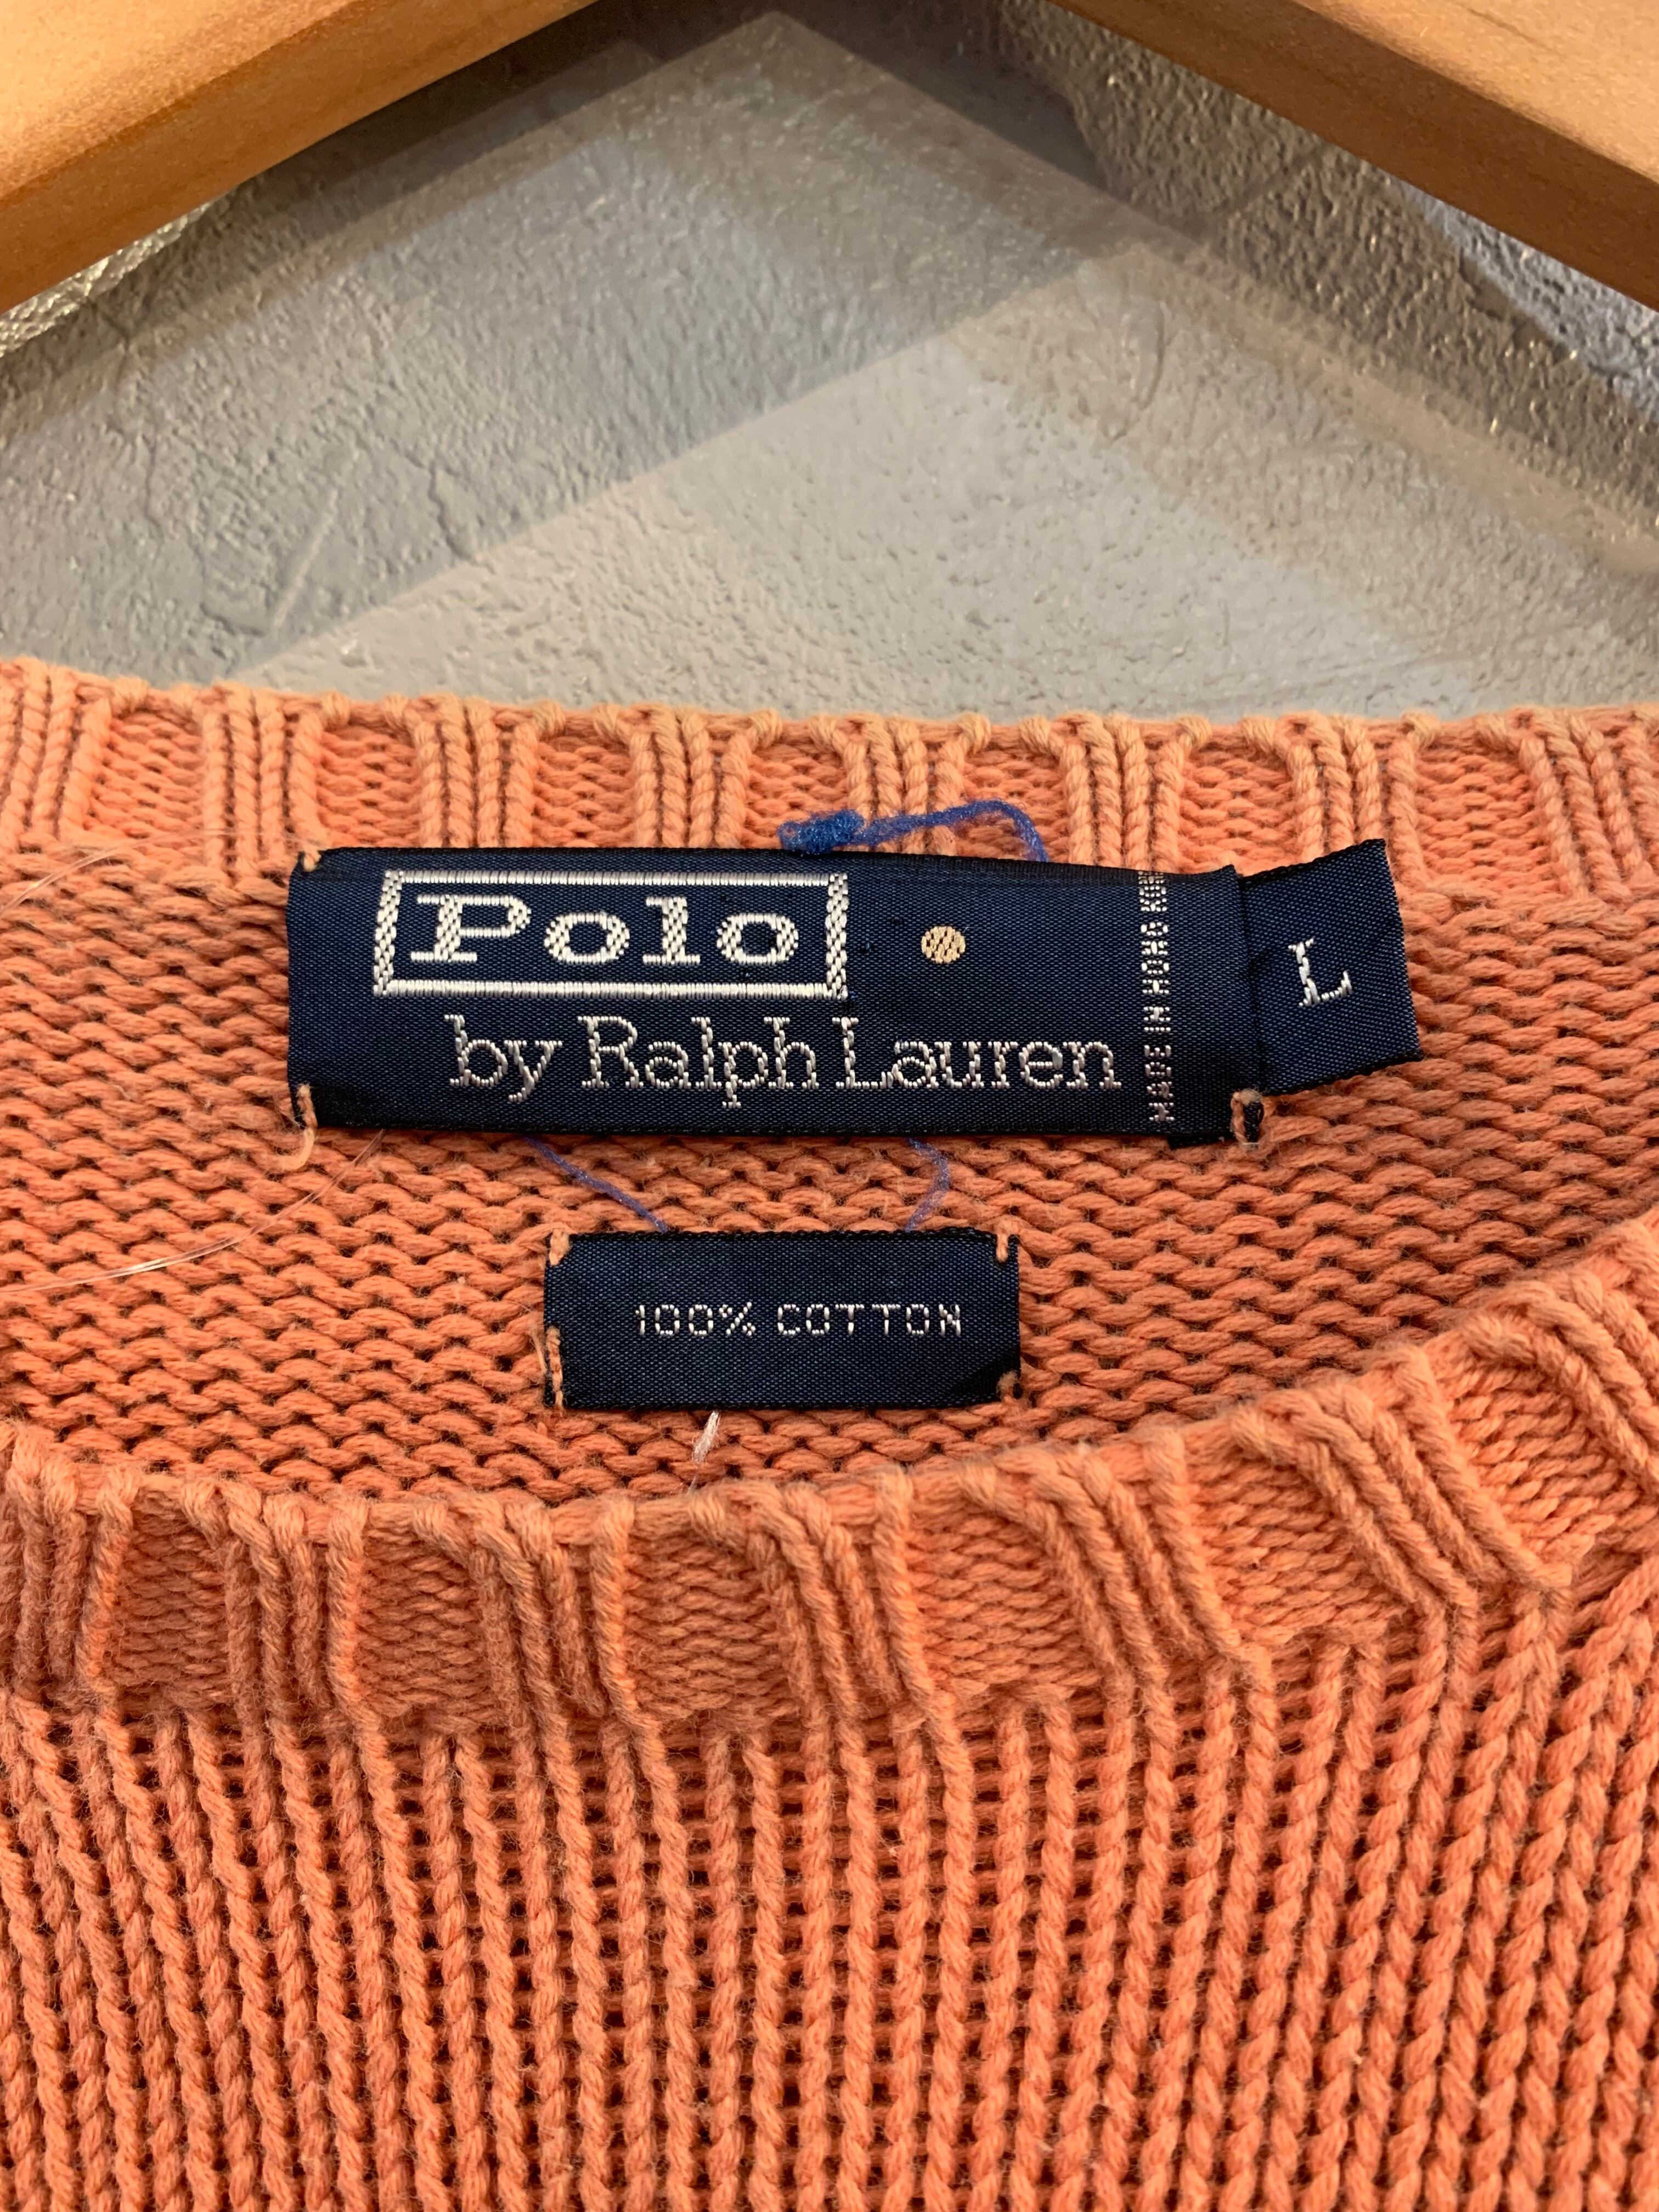 Polo
by Ralph Lauren
MADE IN HONG KONG
L
100% COTTON